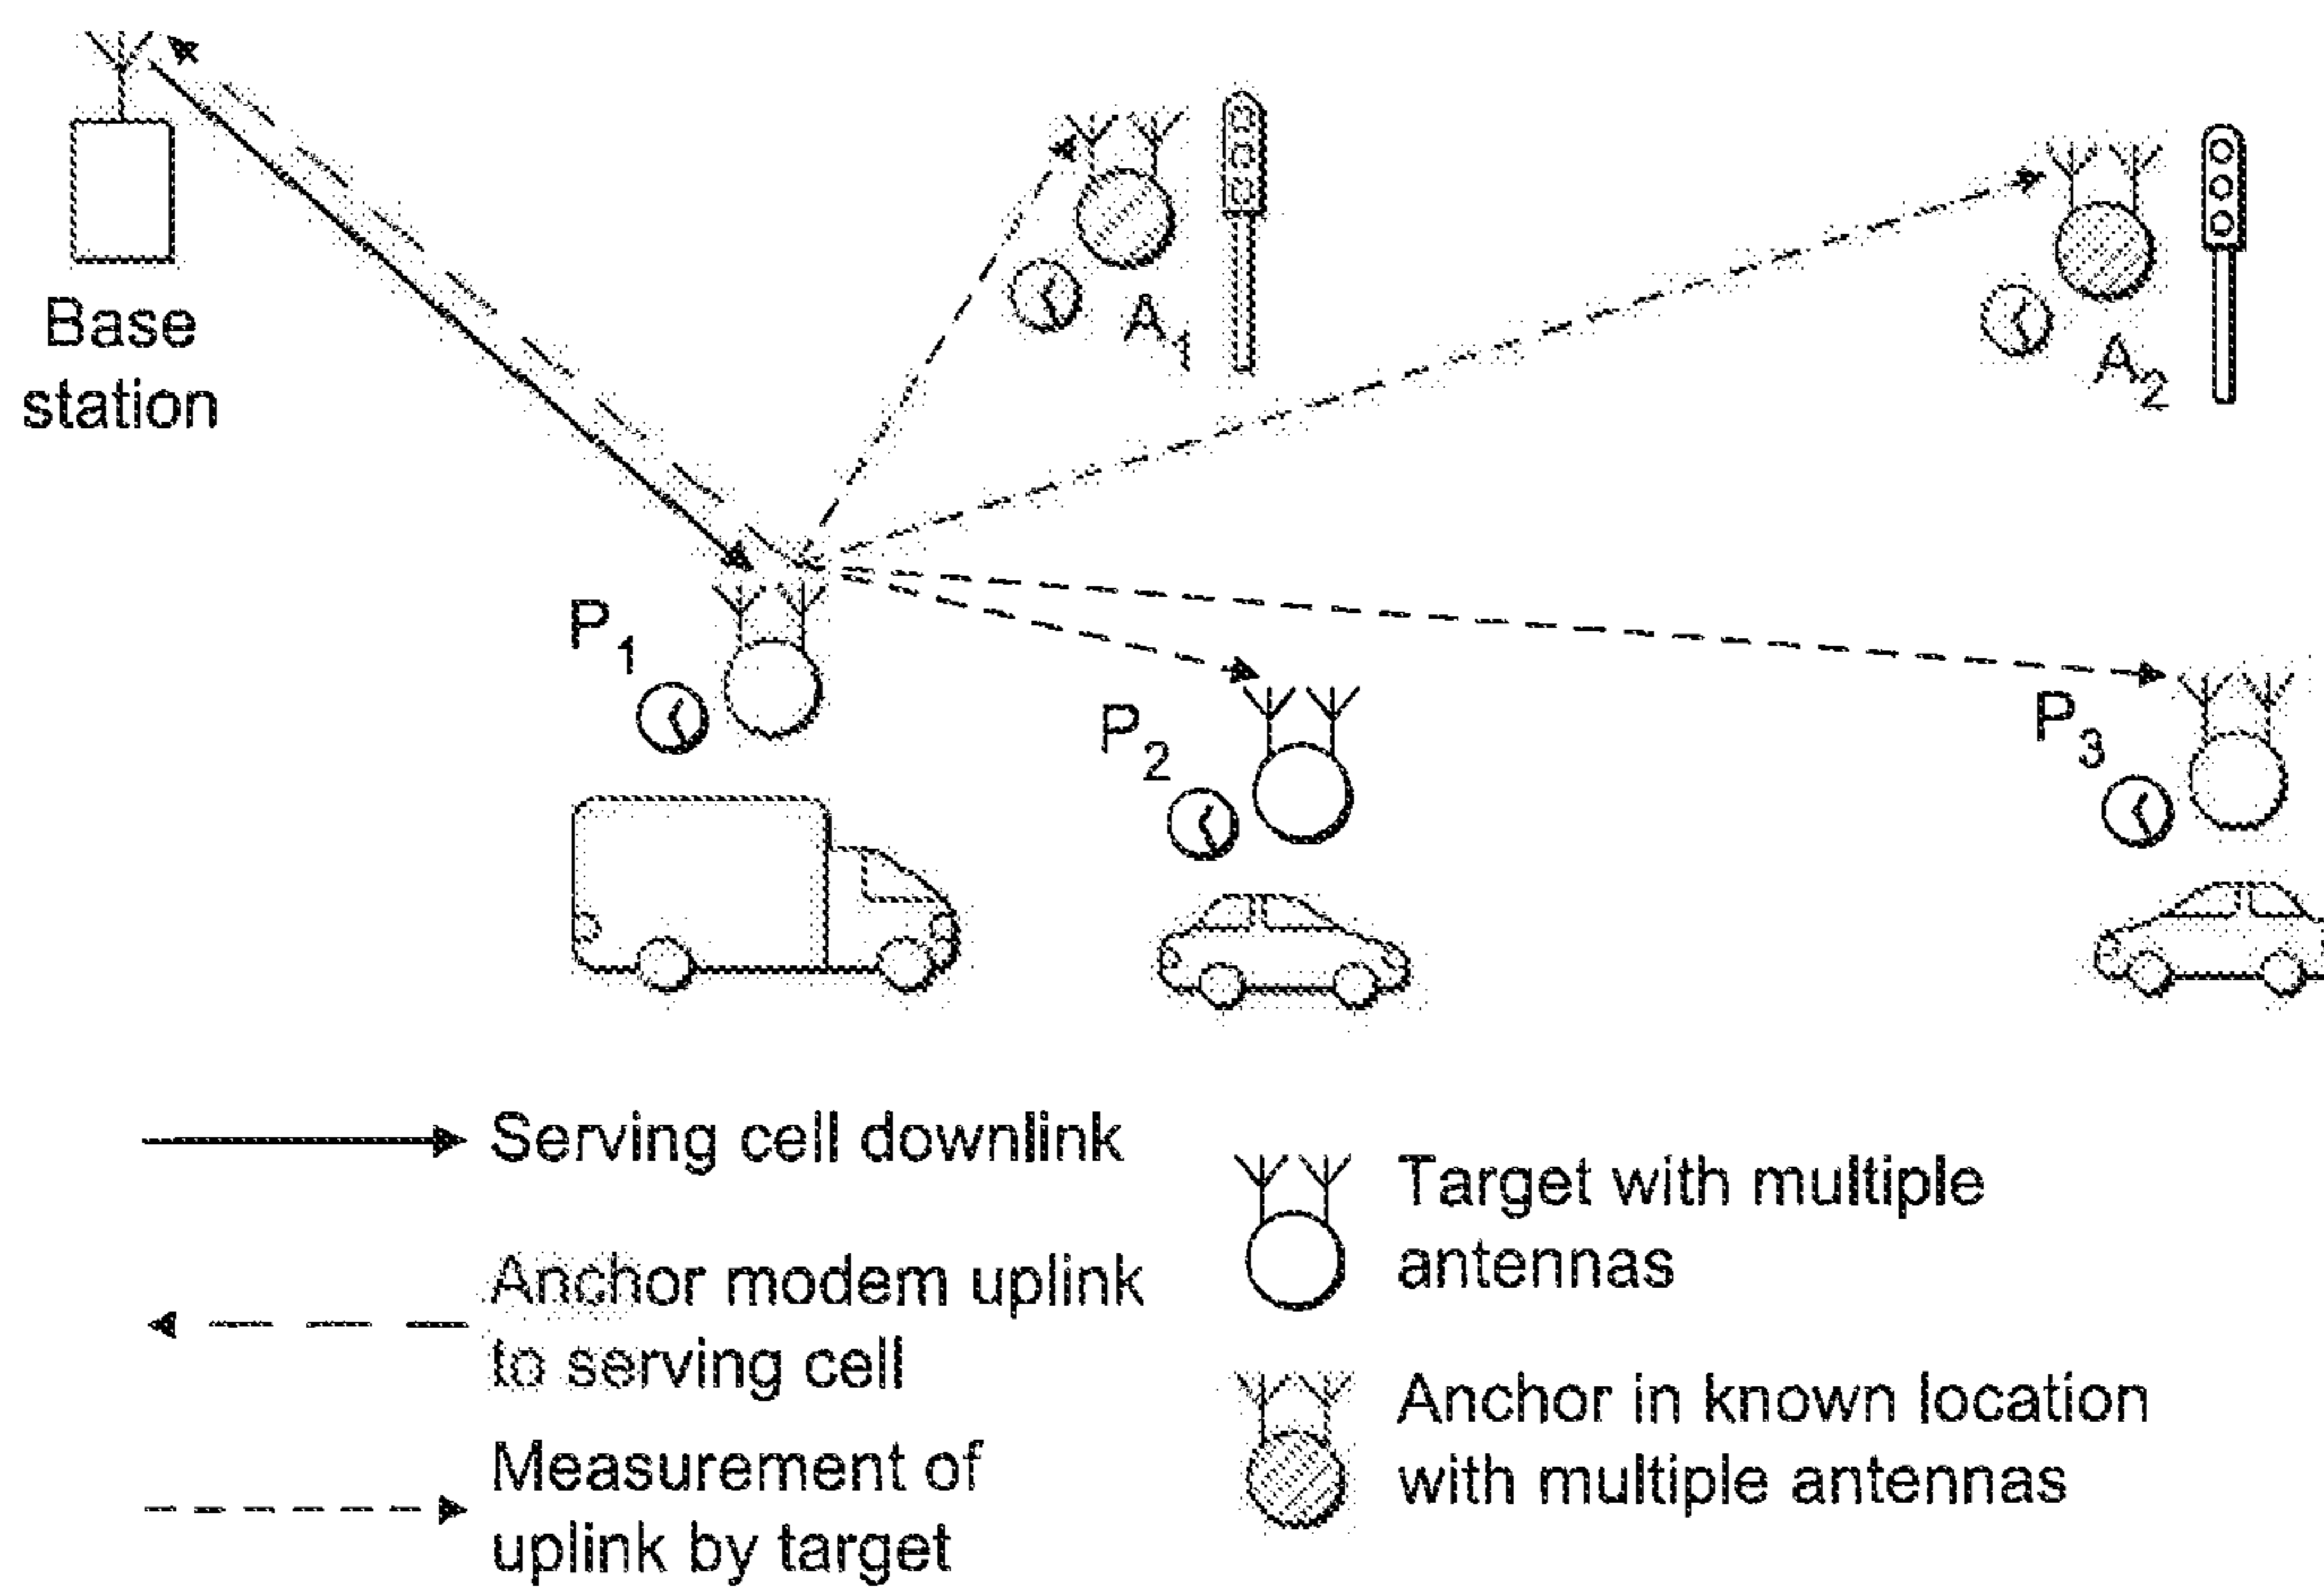 Base
station
A1
A2
P1
P2
P3
Serving cell downlink
Anchor modem uplink
to serving cell
Measurement of
uplink by target
Target with multiple
antennas
Anchor in known location
with multiple antennas